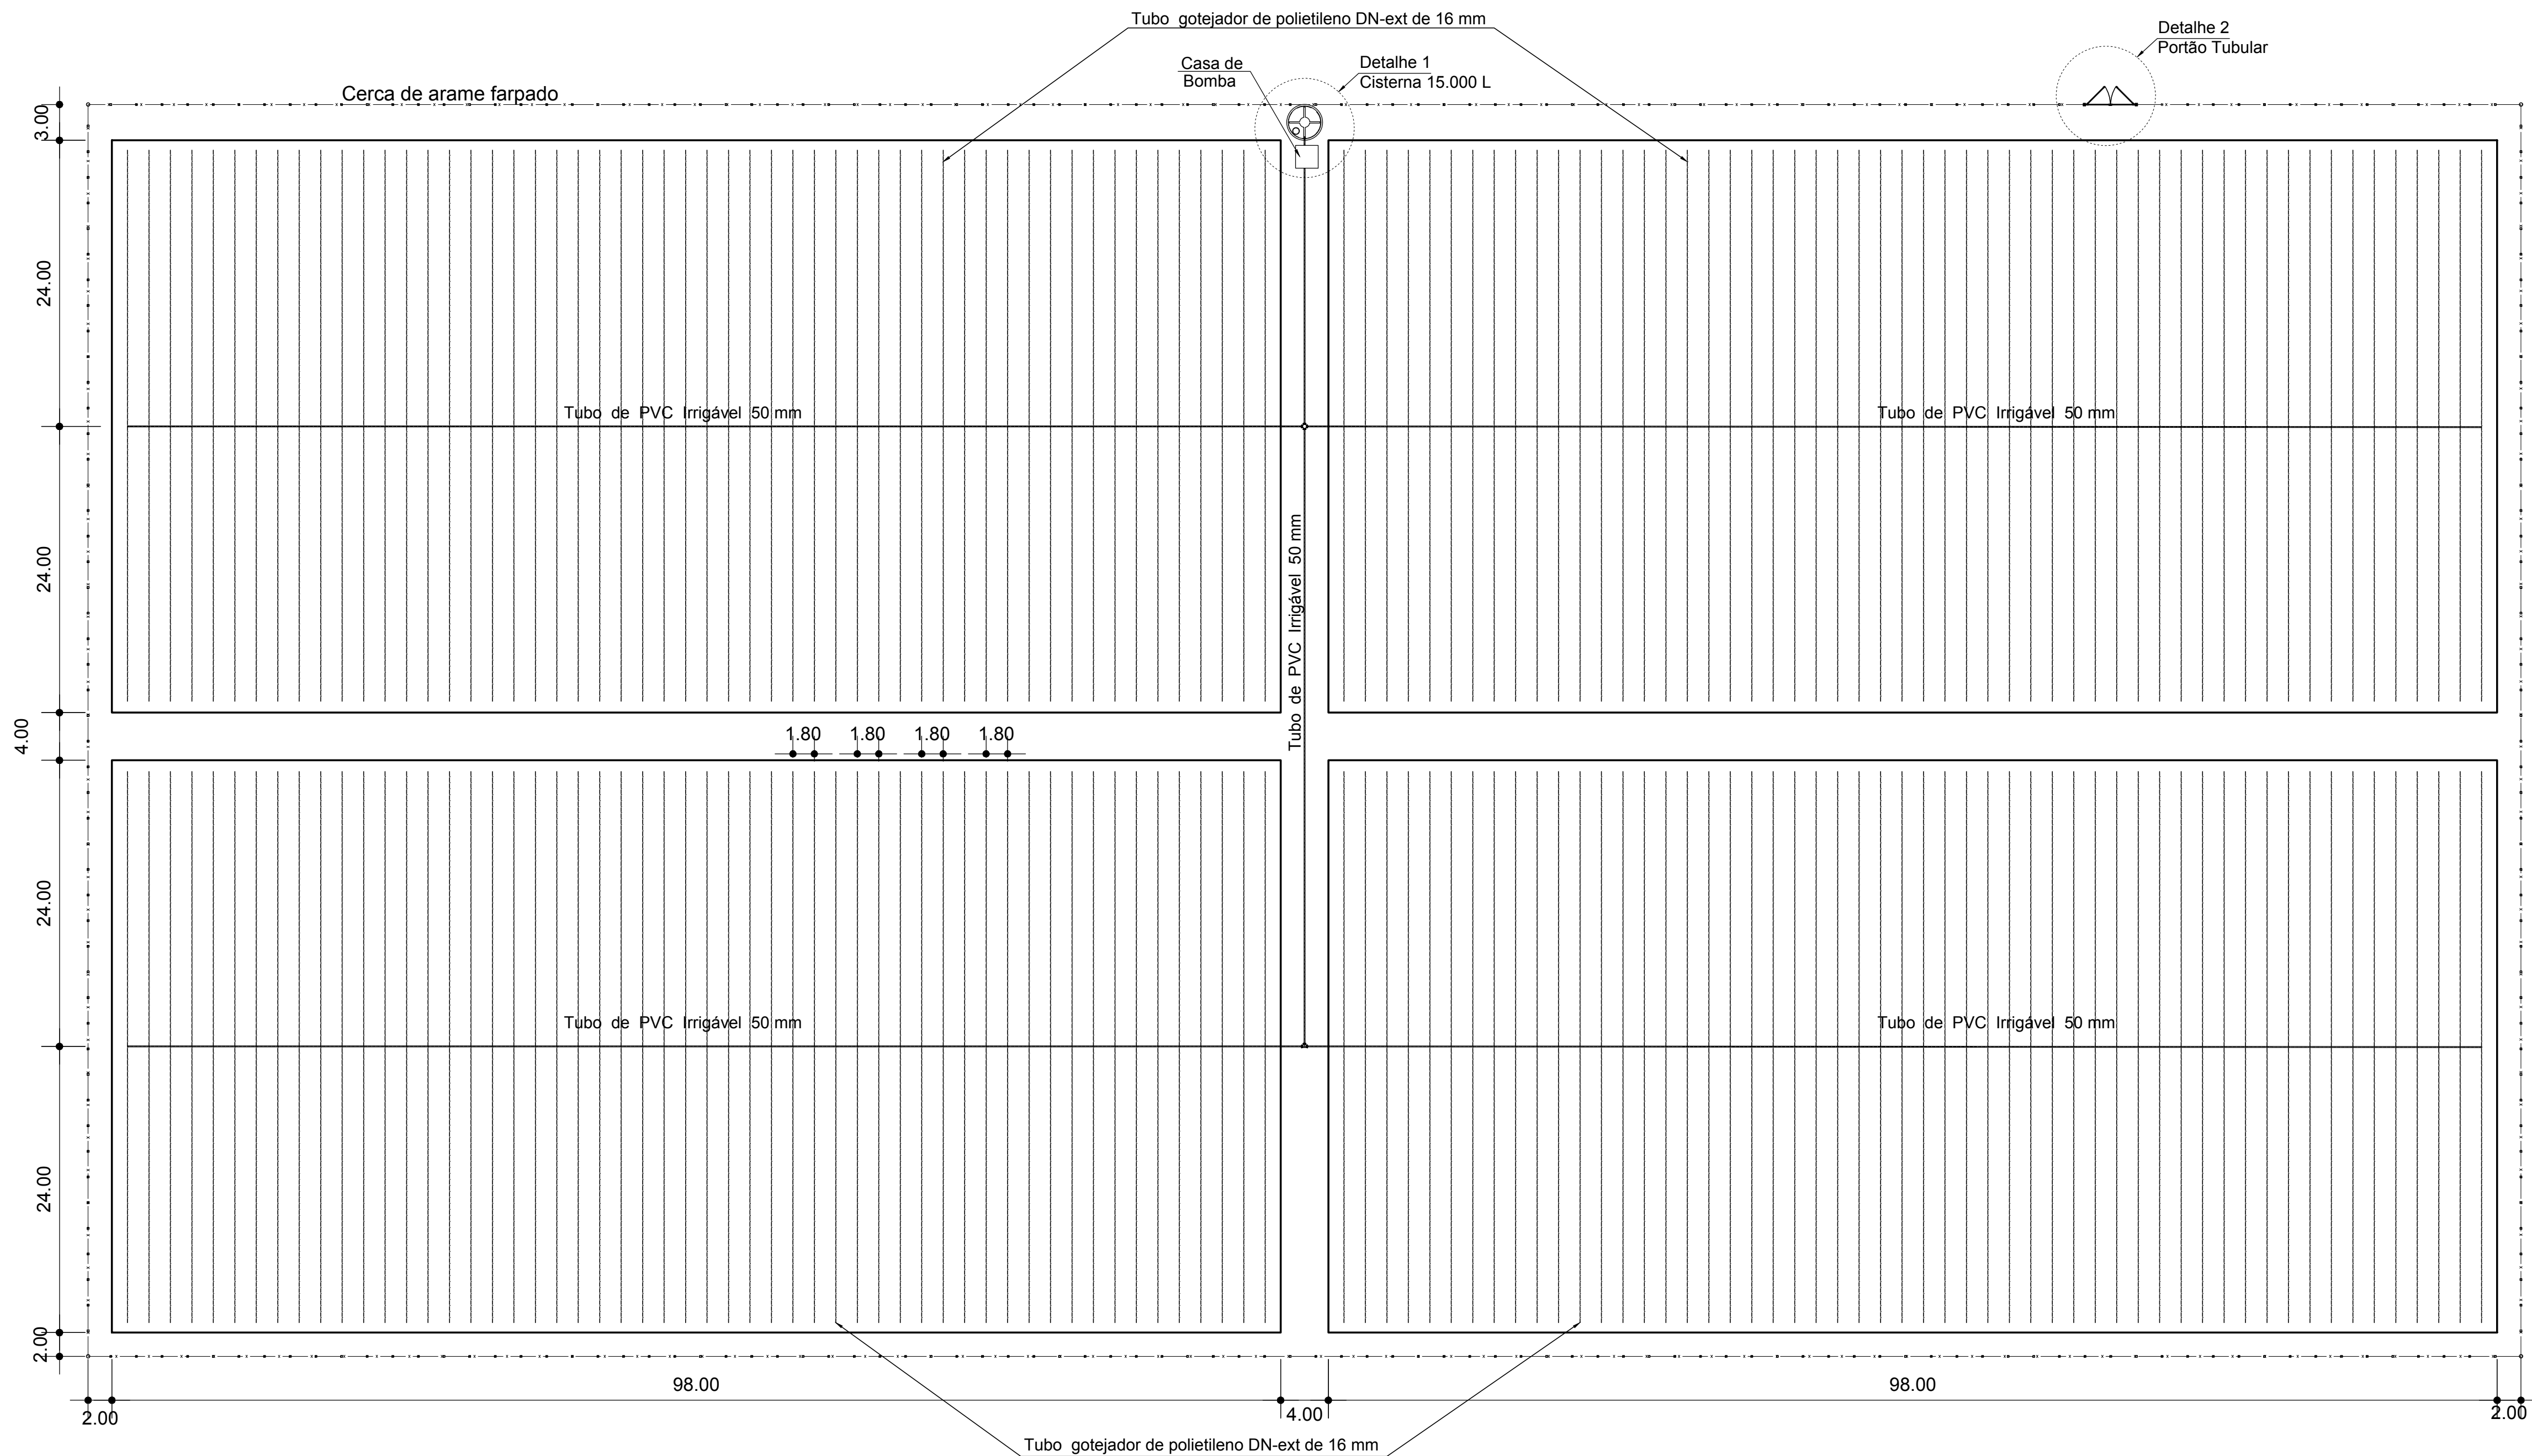 Tubo gotejador de polietileno DN-ext de 16 mm
Detalhe 2
Portão Tubular
Casa de
Bomba
Detalhe 1
Cisterna 15.000 L
Cerca de arame farpado
3.00
24.00
Tubo de PVC Irrigável 50 mm
Tubo de PVC Irrigável 50 mm
24.00
Tubo de PVC Irrigável 50 mm
4.00
1.80
1.80
1.80
1.80
24.00
Tubo de PVC Irrigável 50 mm
Tubo de PVC Irrigável 50 mm
24.00
2.00
98.00
98.00
2.00
4.00
2.00
Tubo gotejador de polietileno DN-ext de 16 mm